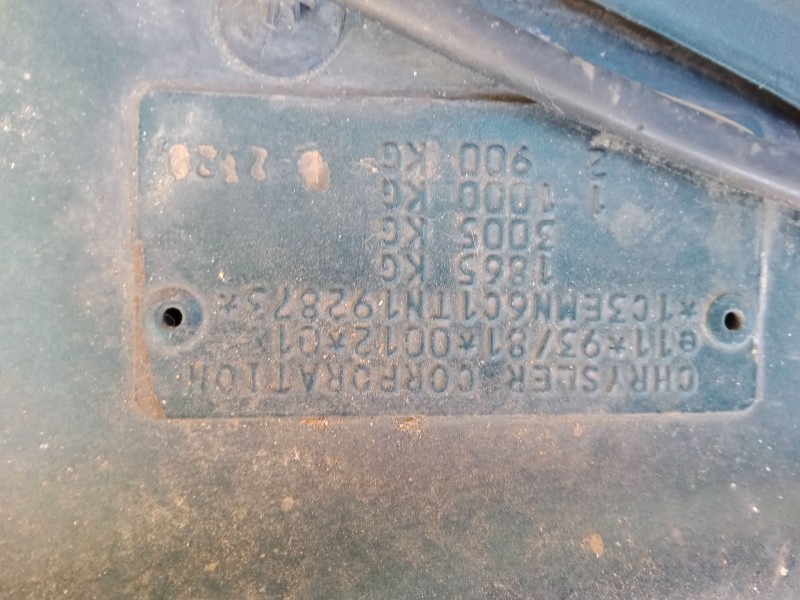 CHRYSLER CORPORATION
e11*93/81*0012*01
*1C3EMN6C1TN192873*
1865 KG
3005 KG
1 1000 KG
2 900 KG